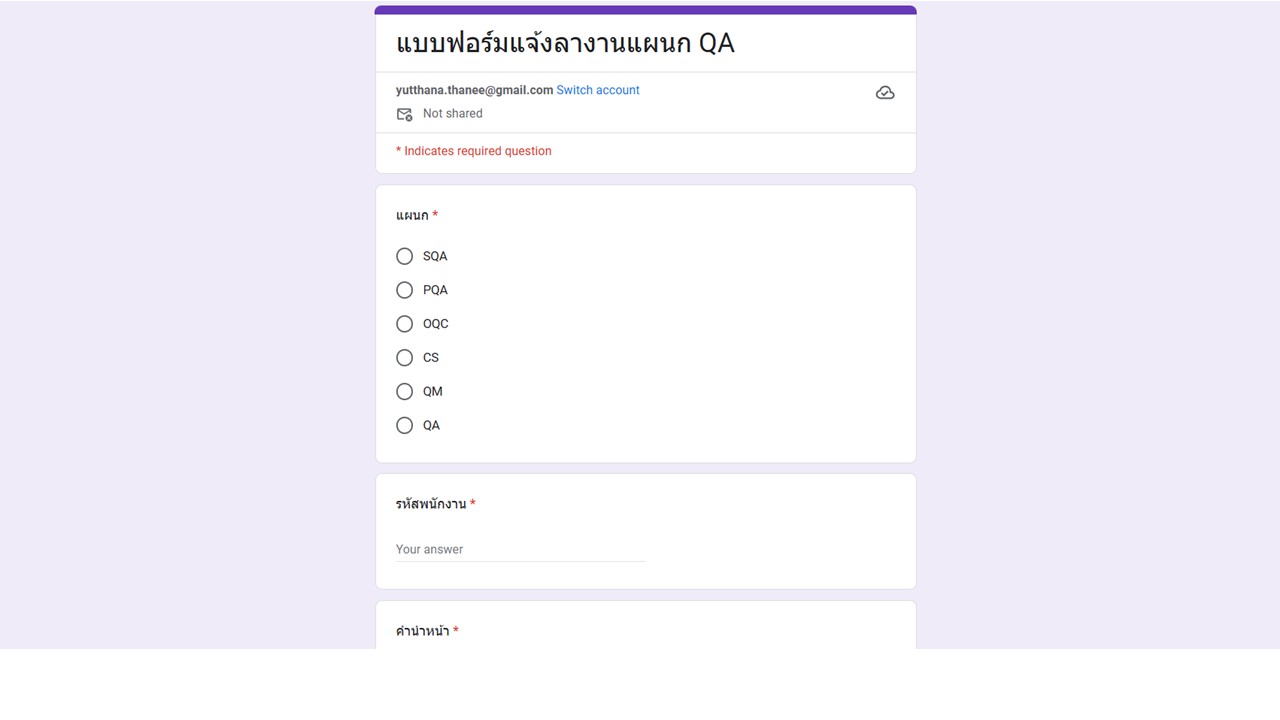 แบบฟอร์มแจ้งลางานแผนก QA
yutthana.thanee@gmail.com Switch account
Not shared
* Indicates required question
แผนก *
SQA
PQA
OQC
CS
QM
QA
รหัสพนักงาน *
Your answer
คำนำหน้า *